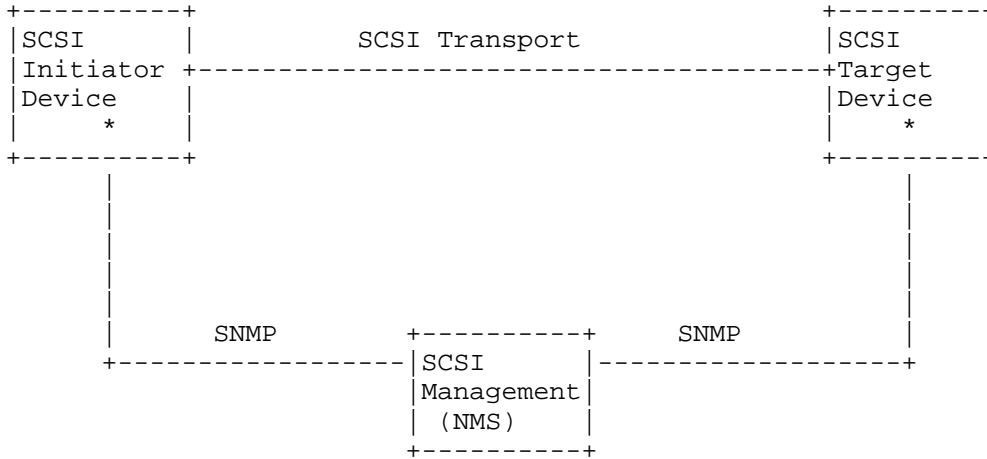 SCSI
Initiator
Device
*
SCSI Transport
SCSI
Target
Device
*
SNMP
SNMP
SCSI
Management
(NMS)